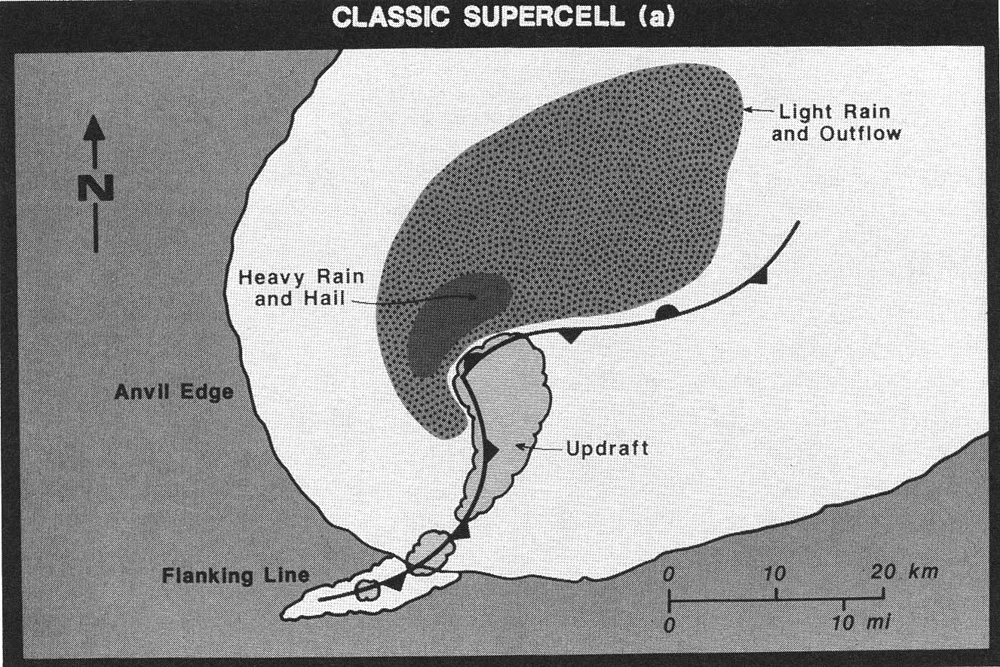 CLASSIC SUPERCELL (a)
Light Rain
and Outflow
N
Heavy Rain
and Hail
Anvil Edge
Updraft
Flanking Line
0 10 20 km
0 10 mi